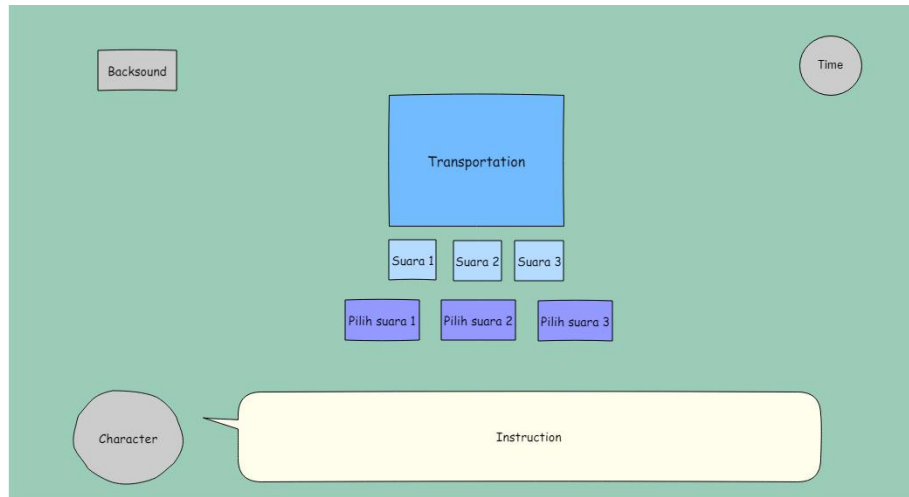 Backsound
Time
Transportation
Suara 1
Suara 2
Suara 3
Pilih suara 1
Pilih suara 2
Pilih suara 3
Character
Instruction